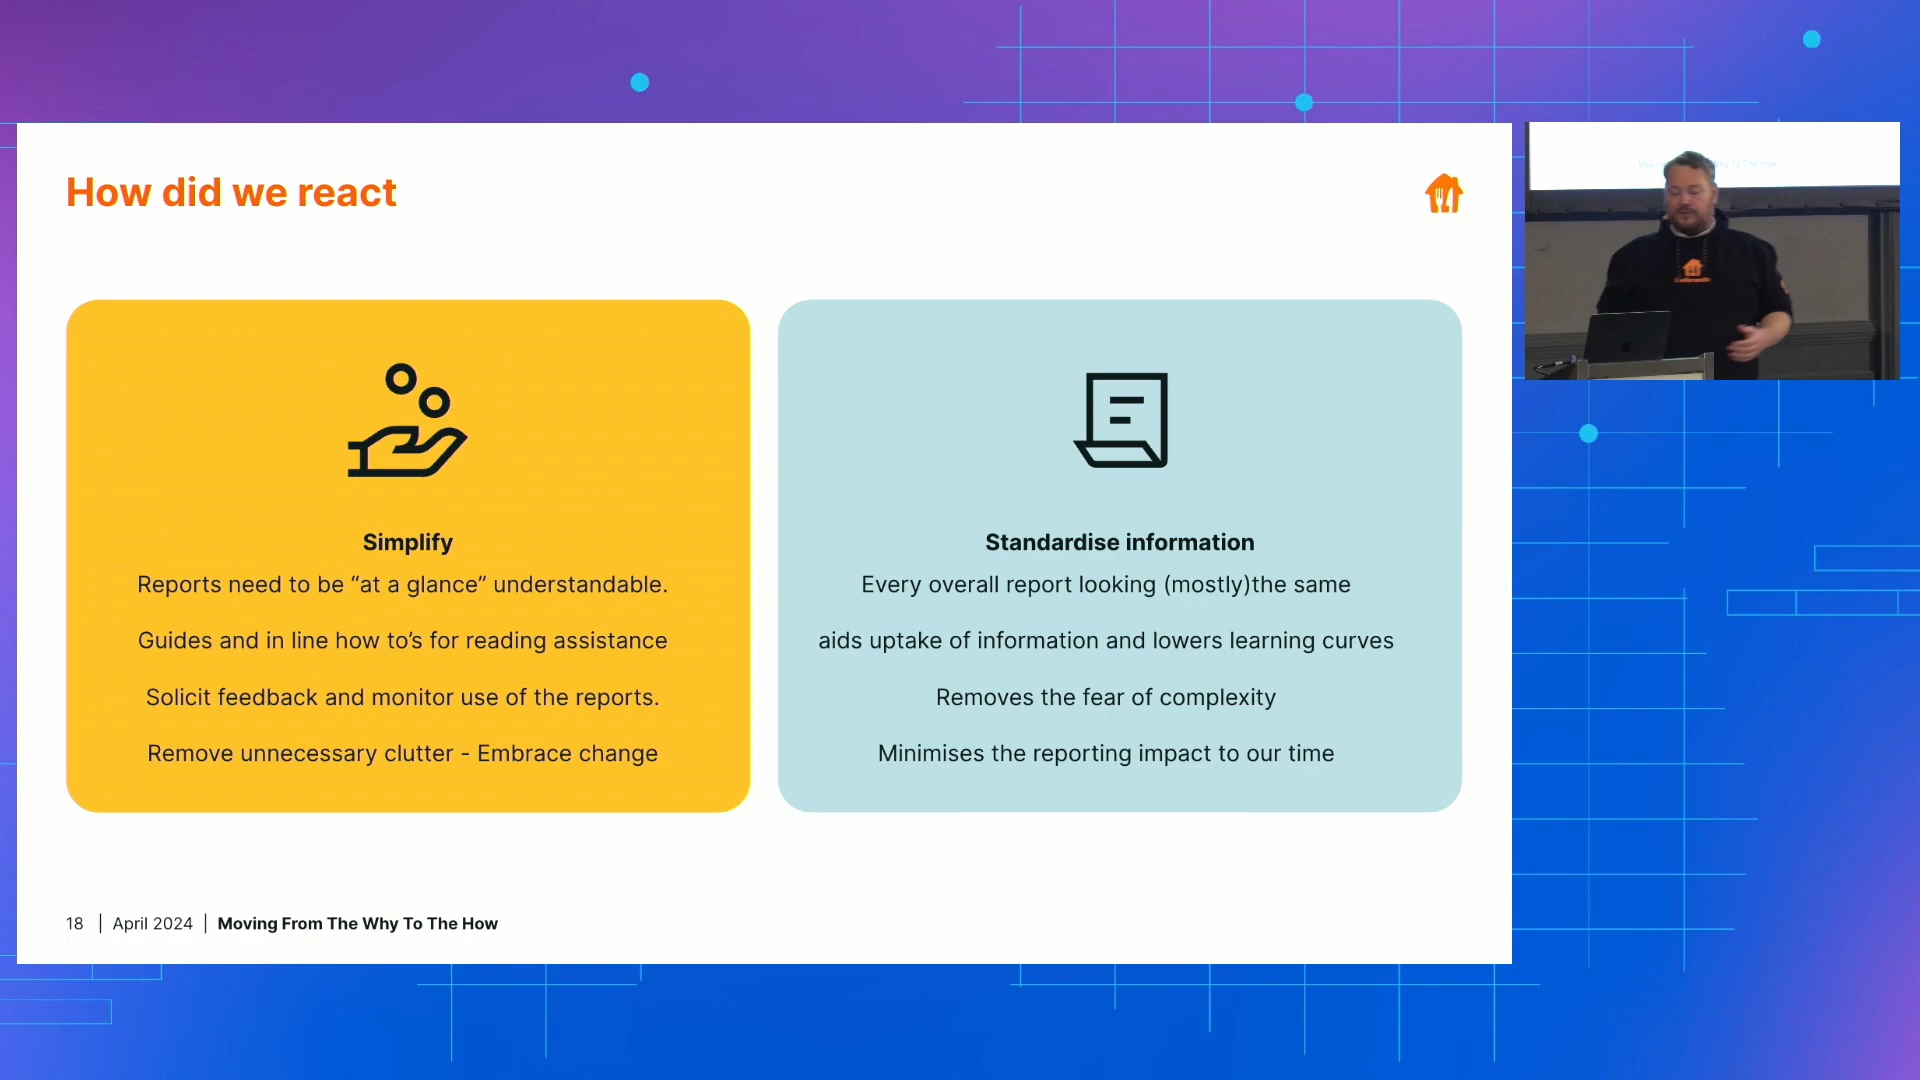 How did we react
Simplify
Reports need to be “at a glance” understandable.
Guides and in line how to’s for reading assistance
Solicit feedback and monitor use of the reports.
Remove unnecessary clutter - Embrace change
Standardise information
Every overall report looking (mostly)the same
aids uptake of information and lowers learning curves
Removes the fear of complexity
Minimises the reporting impact to our time
18 | April 2024 | Moving From The Why To The How